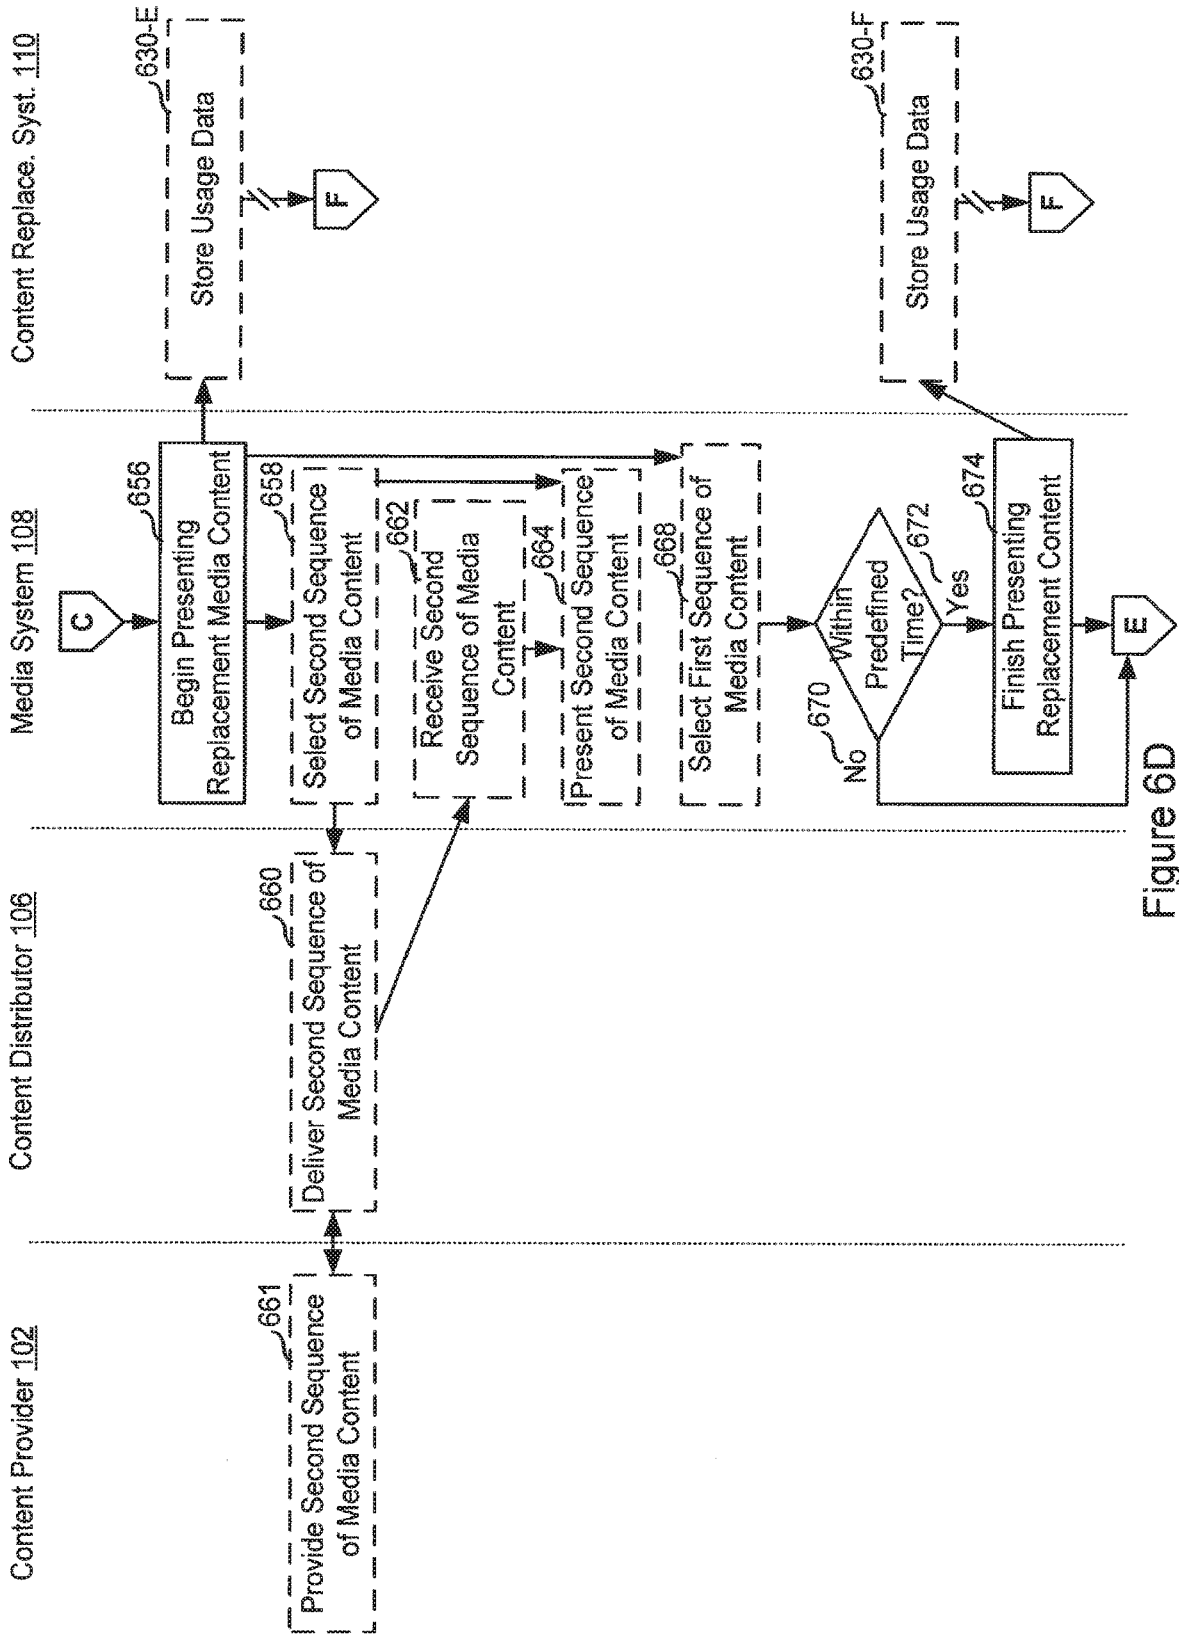 Content Provider 102
Content Distributor 106
Media System 108
Content Replace. Syst. 110
C
656
Begin Presenting
Replacement Media Content
630-E
Store Usage Data
F
661
Provide Second Sequence
of Media Content
660
Deliver Second Sequence of
Media Content
658
Select Second Sequence
of Media Content
662
Receive Second
Sequence of Media
Content
664
Present Second Sequence
of Media Content
668
Select First Sequence of
Media Content
670
No
Within
Predefined
Time?
672
Yes
674
Finish Presenting
Replacement Content
630-F
Store Usage Data
F
E
Figure 6D